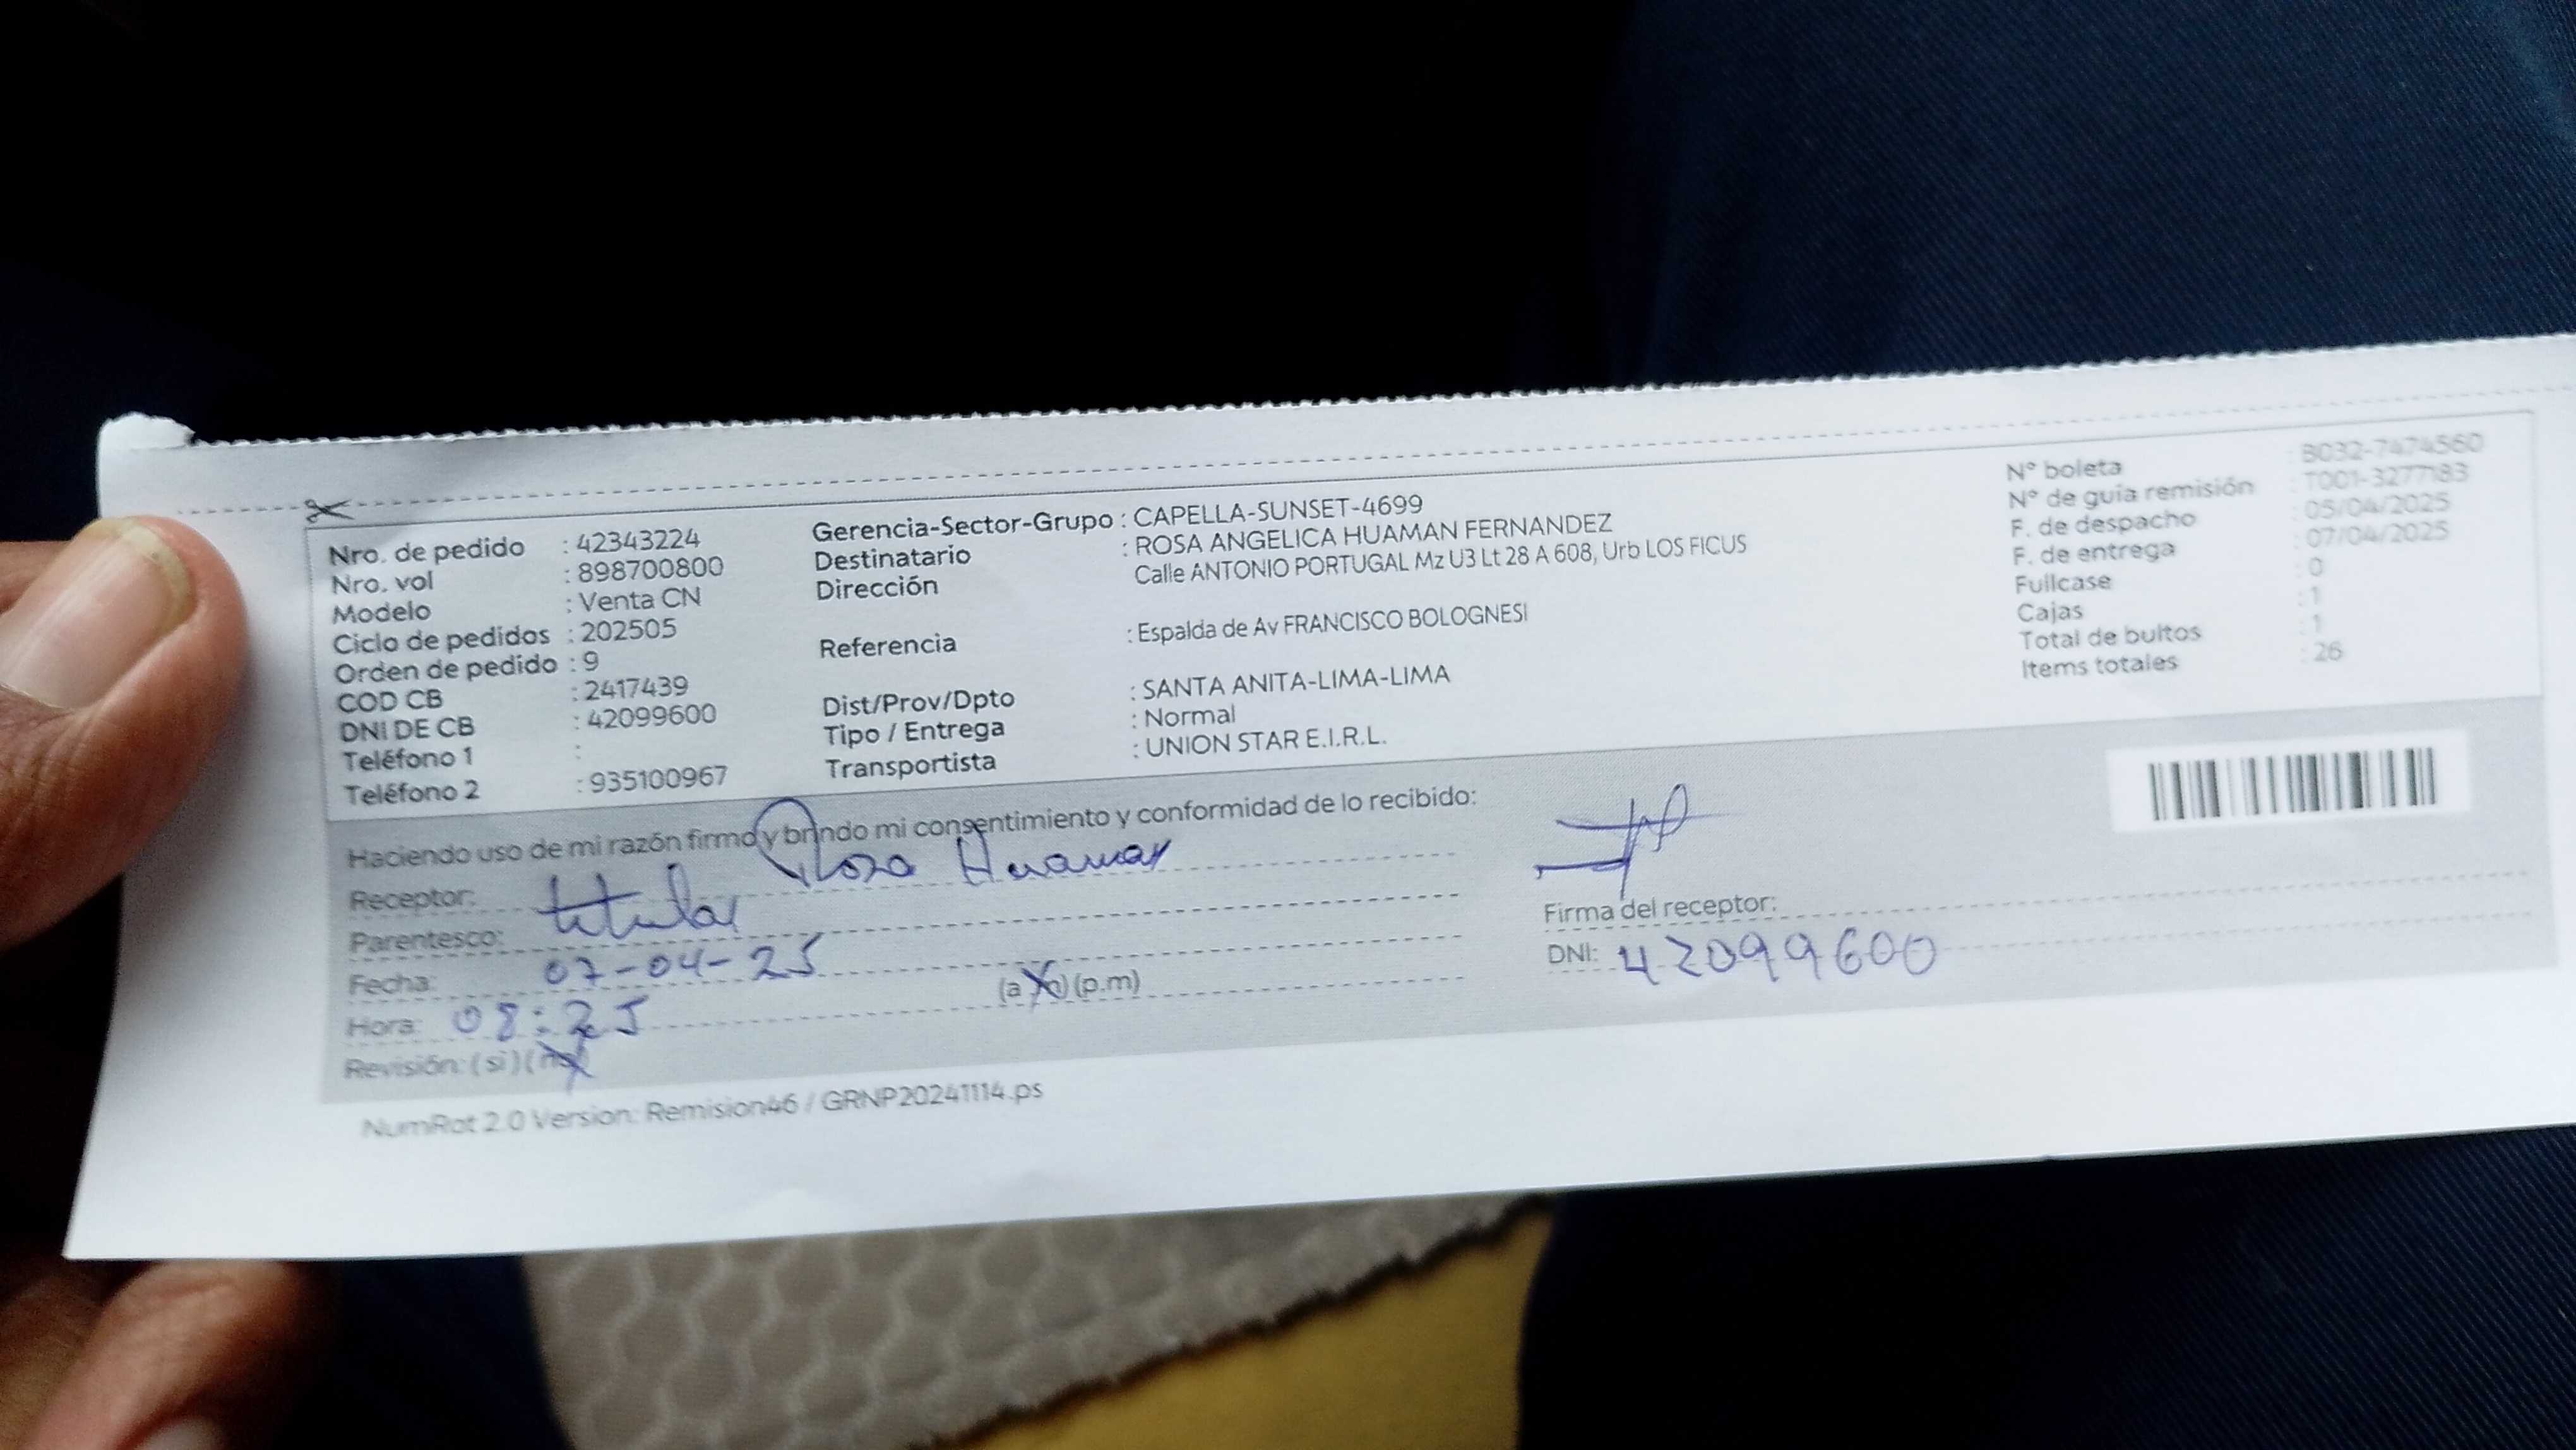 Nro. de pedido : 42343224
Nro. vol : 898700800
Modelo : Venta CN
Ciclo de pedidos : 202505
Orden de pedido : 9
COD CB : 2417439
DNI DE CB : 42099600
Teléfono 1 :
Teléfono 2 : 935100967
Gerencia-Sector-Grupo : CAPELLA-SUNSET-4699
Destinatario : ROSA ANGELICA HUAMAN FERNANDEZ
Dirección Calle ANTONIO PORTUGAL Mz U3 Lt 28 A 608, Urb LOS FICUS
Referencia : Espalda de Av FRANCISCO BOLOGNESI
Dist/Prov/Dpto : SANTA ANITA-LIMA-LIMA
Tipo / Entrega : Normal
Transportista : UNION STAR E.I.R.L.
N° boleta : B032-7474560
N° de guía remisión : T001-3277183
F. de despacho : 05/04/2025
F. de entrega : 07/04/2025
Fullcase : 0
Cajas : 1
Total de bultos : 1
Items totales : 26
Haciendo uso de mi razón firmo y brindo mi consentimiento y conformidad de lo recibido:
Receptor: Rosa Huaman
Parentesco: titular
Fecha: 07-04-25
Hora: 08:25 (a.m) (p.m)
Revisión: (si) (no)
Firma del receptor:
DNI: 42099600
NumRot 2.0 Version: Remision46 / GRNP20241114.ps